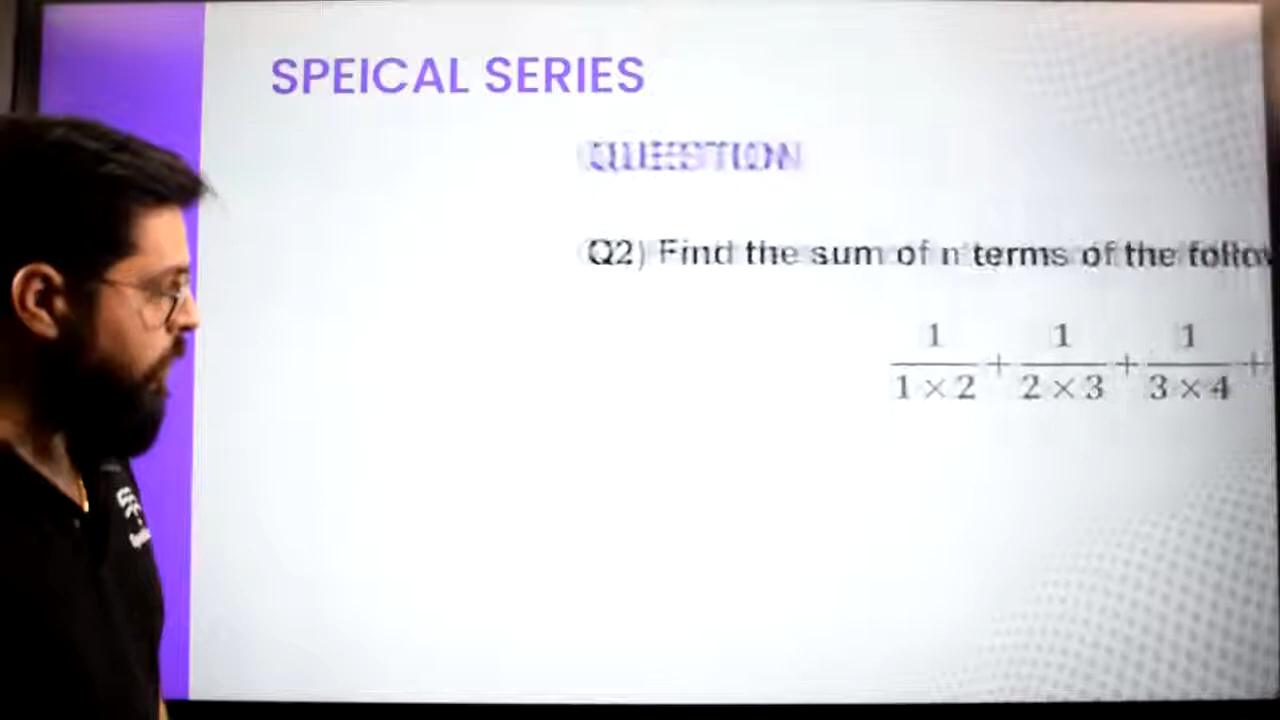 SPEICAL SERIES
QUESTION
Q2) Find the sum of n terms of the follow
1/(1 × 2) + 1/(2 × 3) + 1/(3 × 4) +